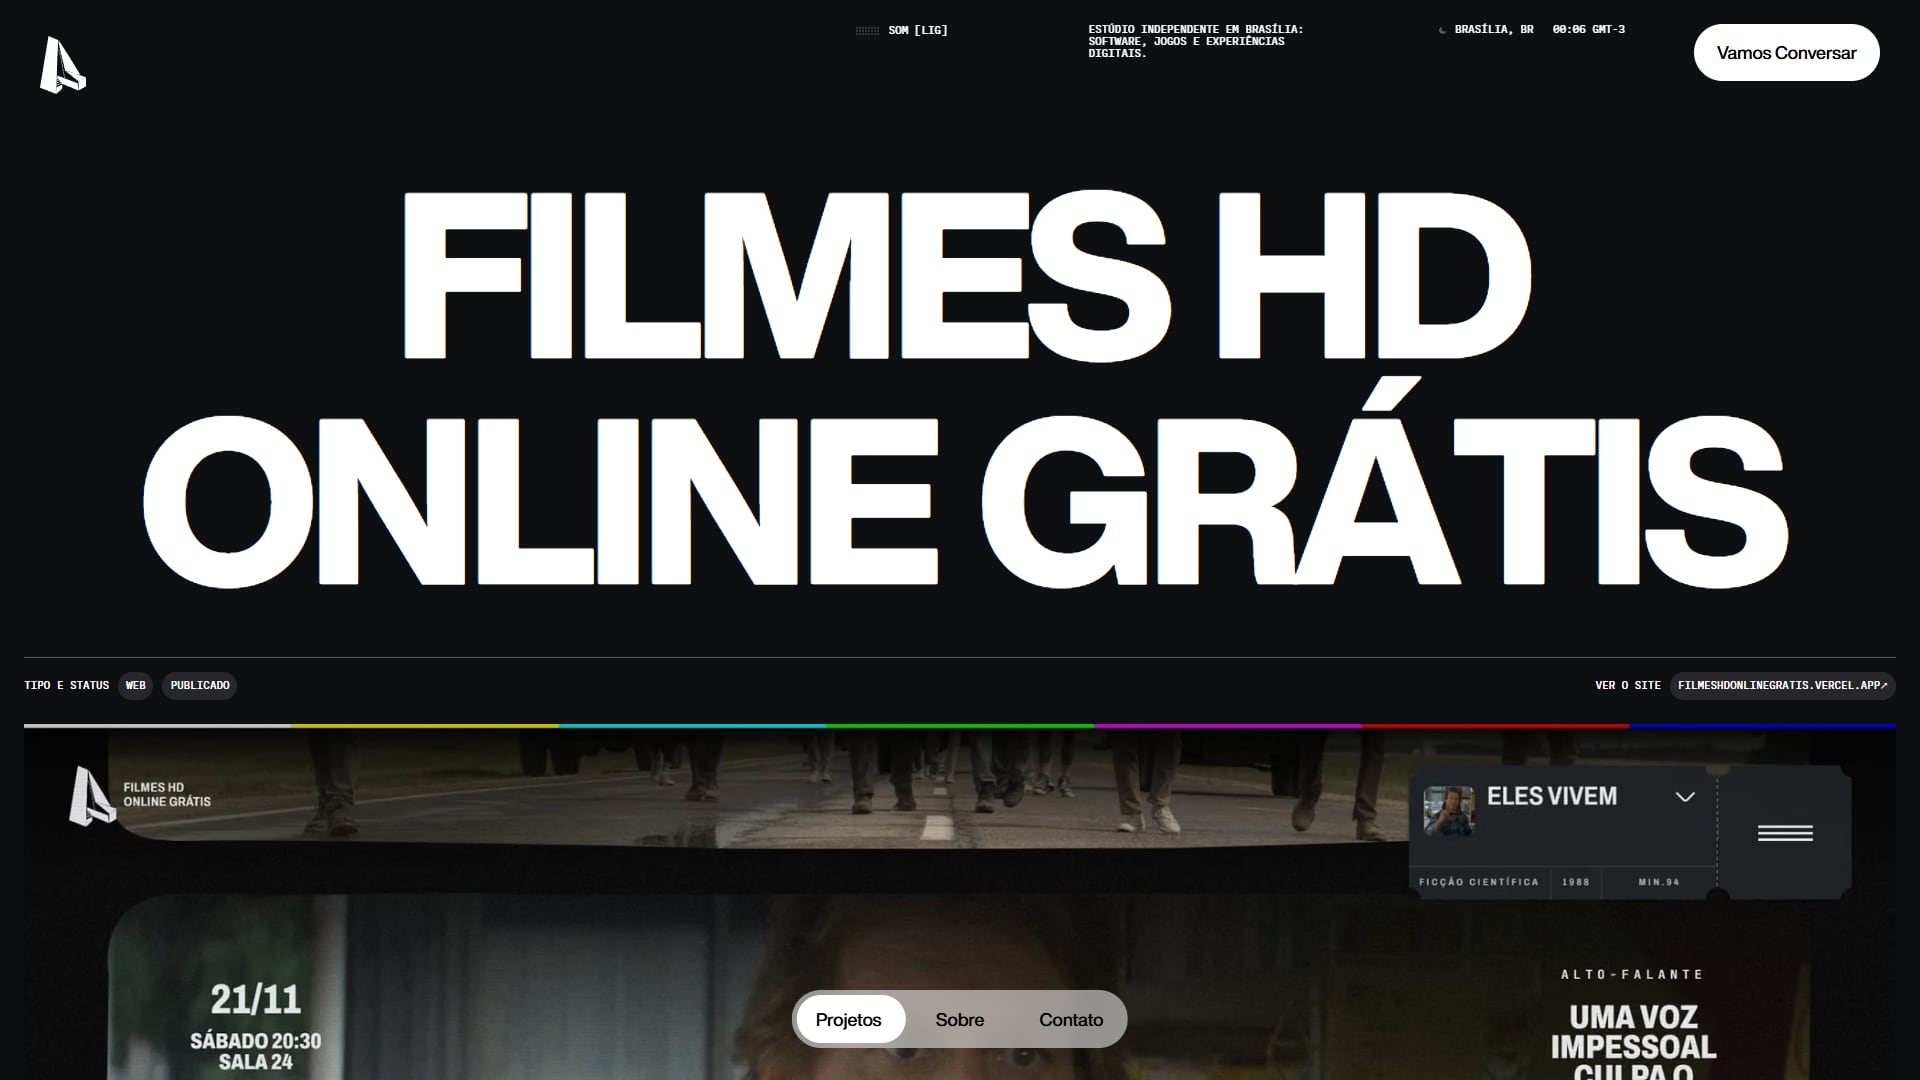 SOM [LIG]
ESTÚDIO INDEPENDENTE EM BRASÍLIA:
SOFTWARE, JOGOS E EXPERIÊNCIAS
DIGITAIS.
BRASÍLIA, BR 00:06 GMT-3
Vamos Conversar
FILMES HD
ONLINE GRÁTIS
TIPO E STATUS WEB PUBLICADO
VER O SITE FILMESHDONLINEGRATIS.VERCEL.APP↗
FILMES HD
ONLINE GRÁTIS
ELES VIVEM
FICÇÃO CIENTÍFICA 1988 MIN.94
21/11
SÁBADO 20:30
SALA 24
ALTO-FALANTE
UMA VOZ
IMPESSOAL
CULPA O
Projetos Sobre Contato